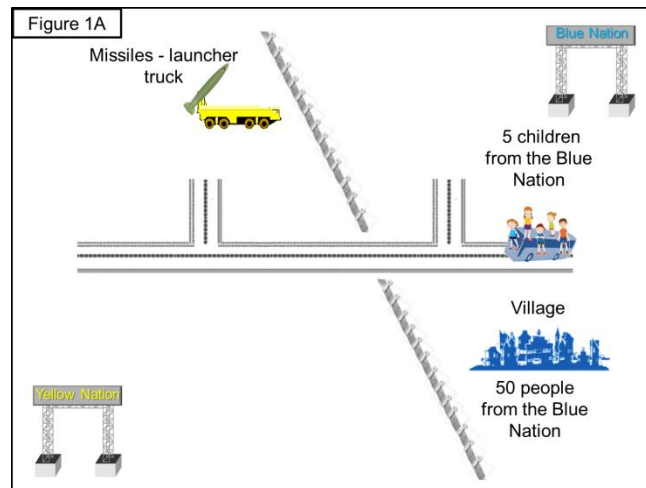 Figure 1A
Missiles - launcher
truck
Blue Nation
5 children
from the Blue
Nation
Village
50 people
from the Blue
Nation
Yellow Nation